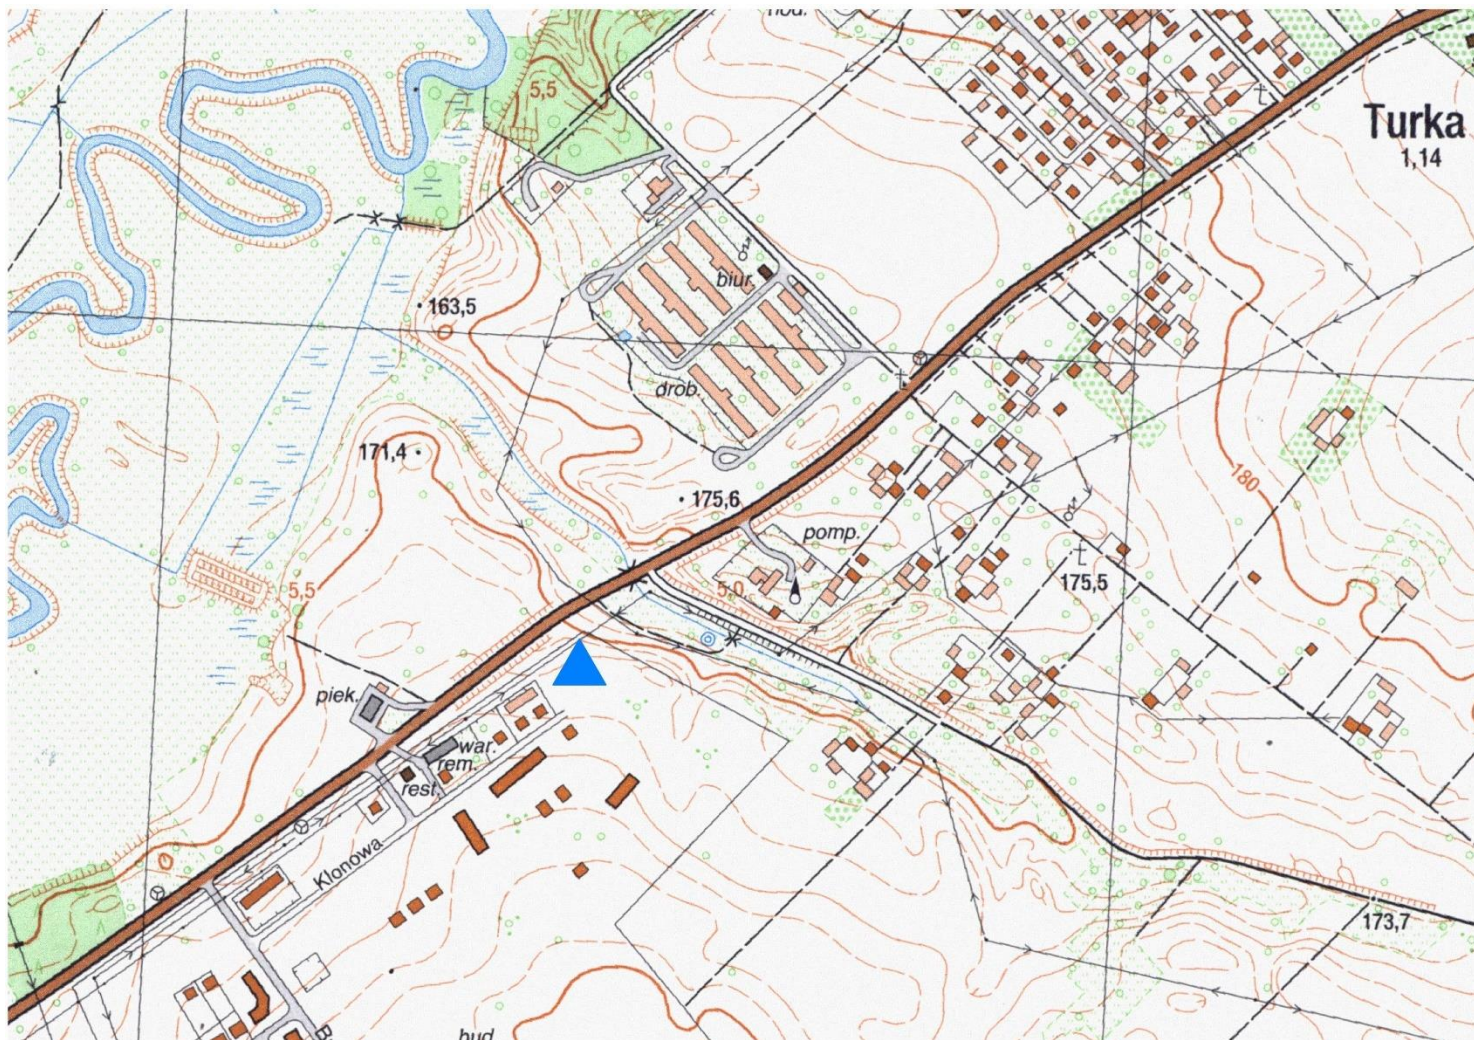 5,5
Turka
1,14
biur.
163,5
drob.
171,4
180
175,6
pomp.
175,5
5,5
5,0
piek.
war.
rem.
rest.
Klonowa
173,7
bud.